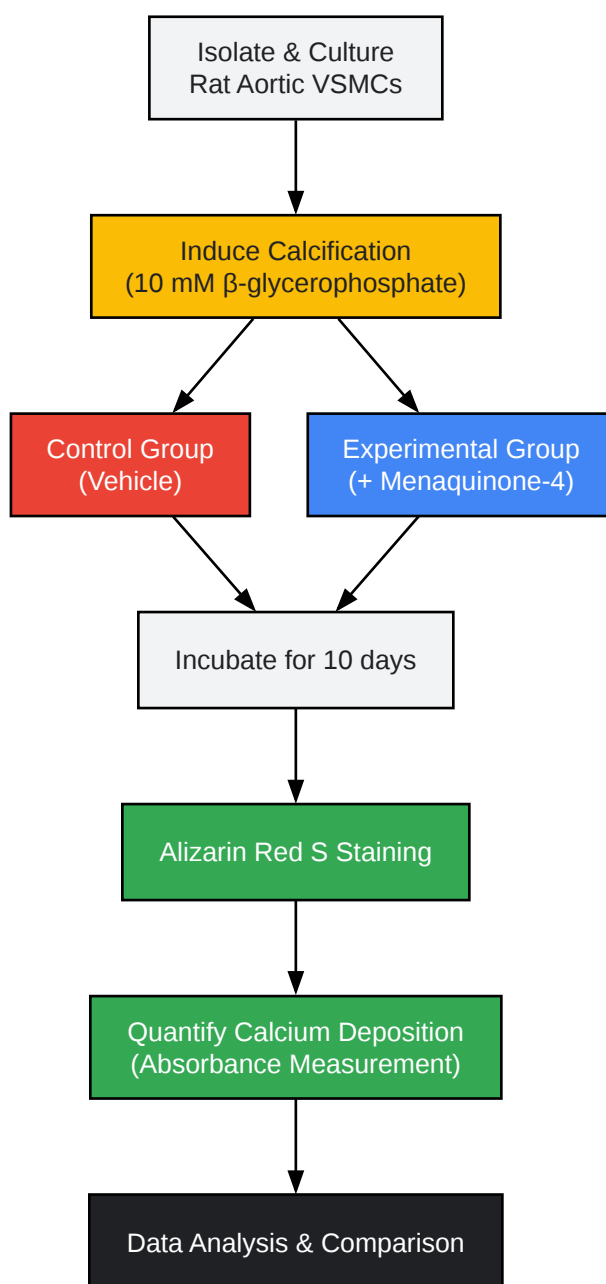 Isolate & Culture
Rat Aortic VSMCs
Induce Calcification
(10 mM β-glycerophosphate)
Control Group
(Vehicle)
Experimental Group
(+ Menaquinone-4)
Incubate for 10 days
Alizarin Red S Staining
Quantify Calcium Deposition
(Absorbance Measurement)
Data Analysis & Comparison